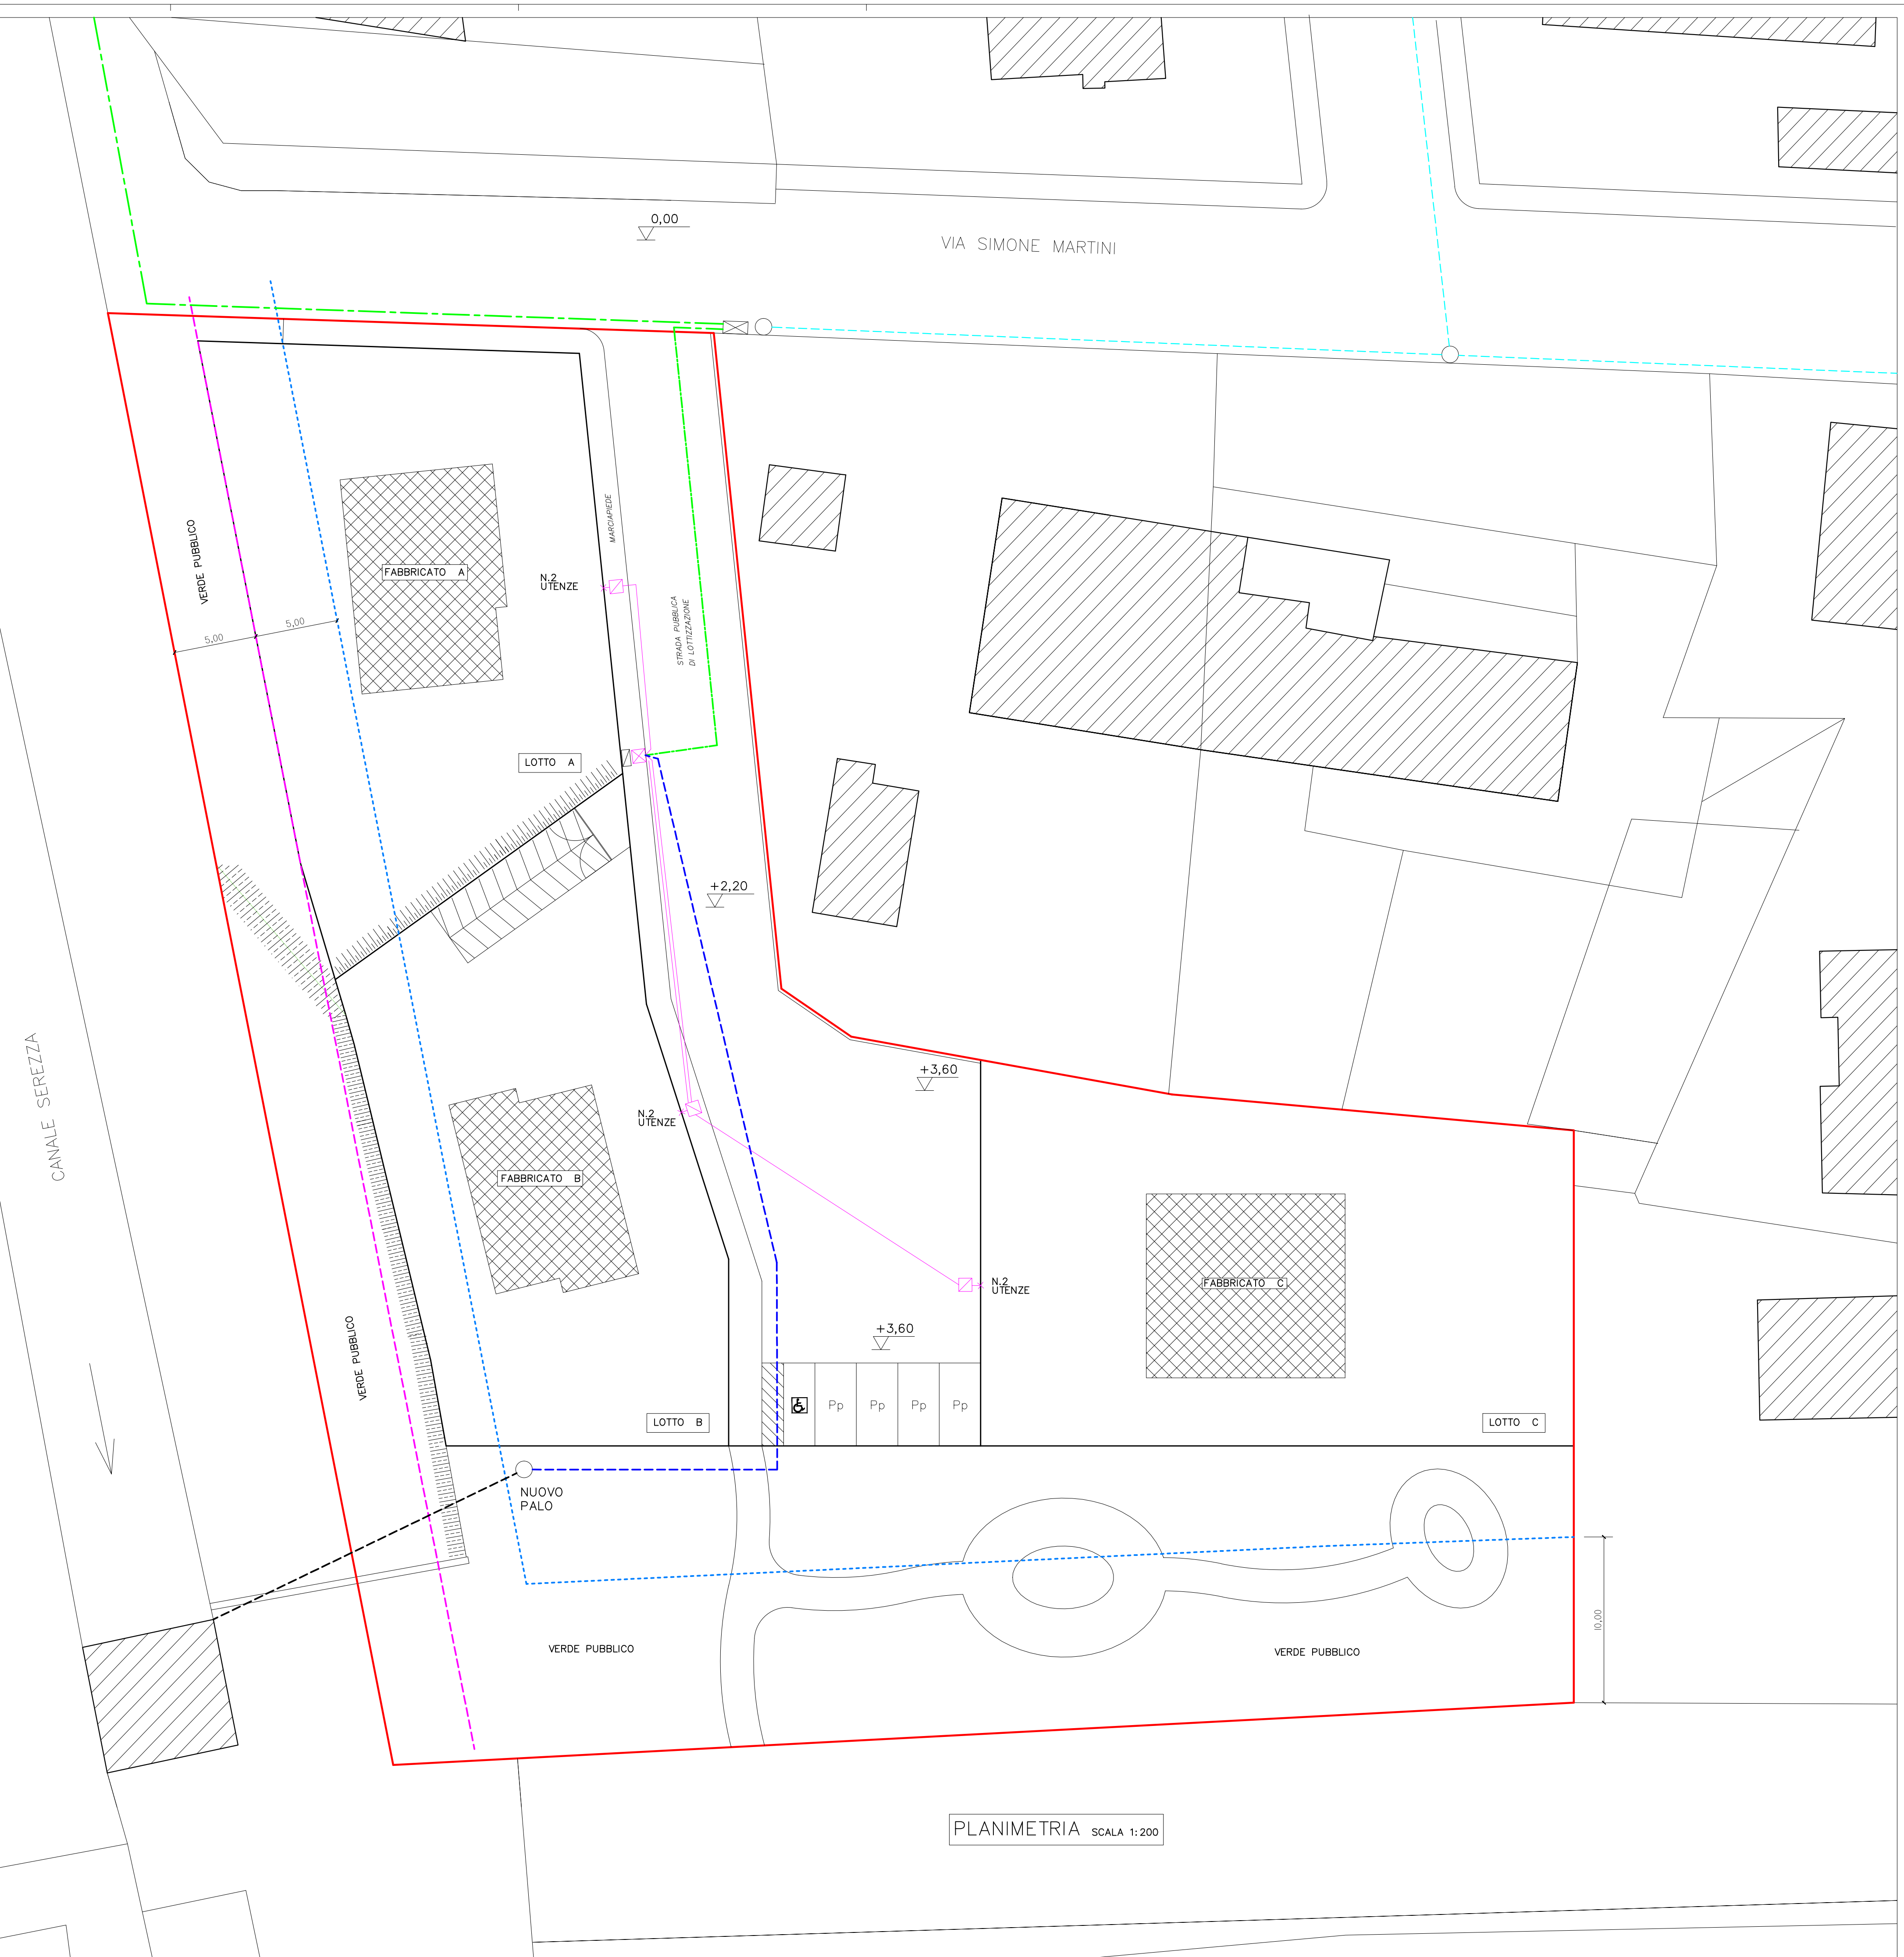 0,00
VIA SIMONE MARTINI
VERDE PUBBLICO
5,00
5,00
FABBRICATO A
N.2
UTENZE
MARCIAPIEDE
STRADA PUBBLICA
DI LOTTIZZAZIONE
LOTTO A
+2,20
CANALE SEREZZA
+3,60
N.2
UTENZE
FABBRICATO B
N.2
UTENZE
FABBRICATO C
+3,60
VERDE PUBBLICO
Pp
Pp
Pp
Pp
LOTTO B
LOTTO C
NUOVO
PALO
10,00
VERDE PUBBLICO
VERDE PUBBLICO
PLANIMETRIA SCALA 1:200